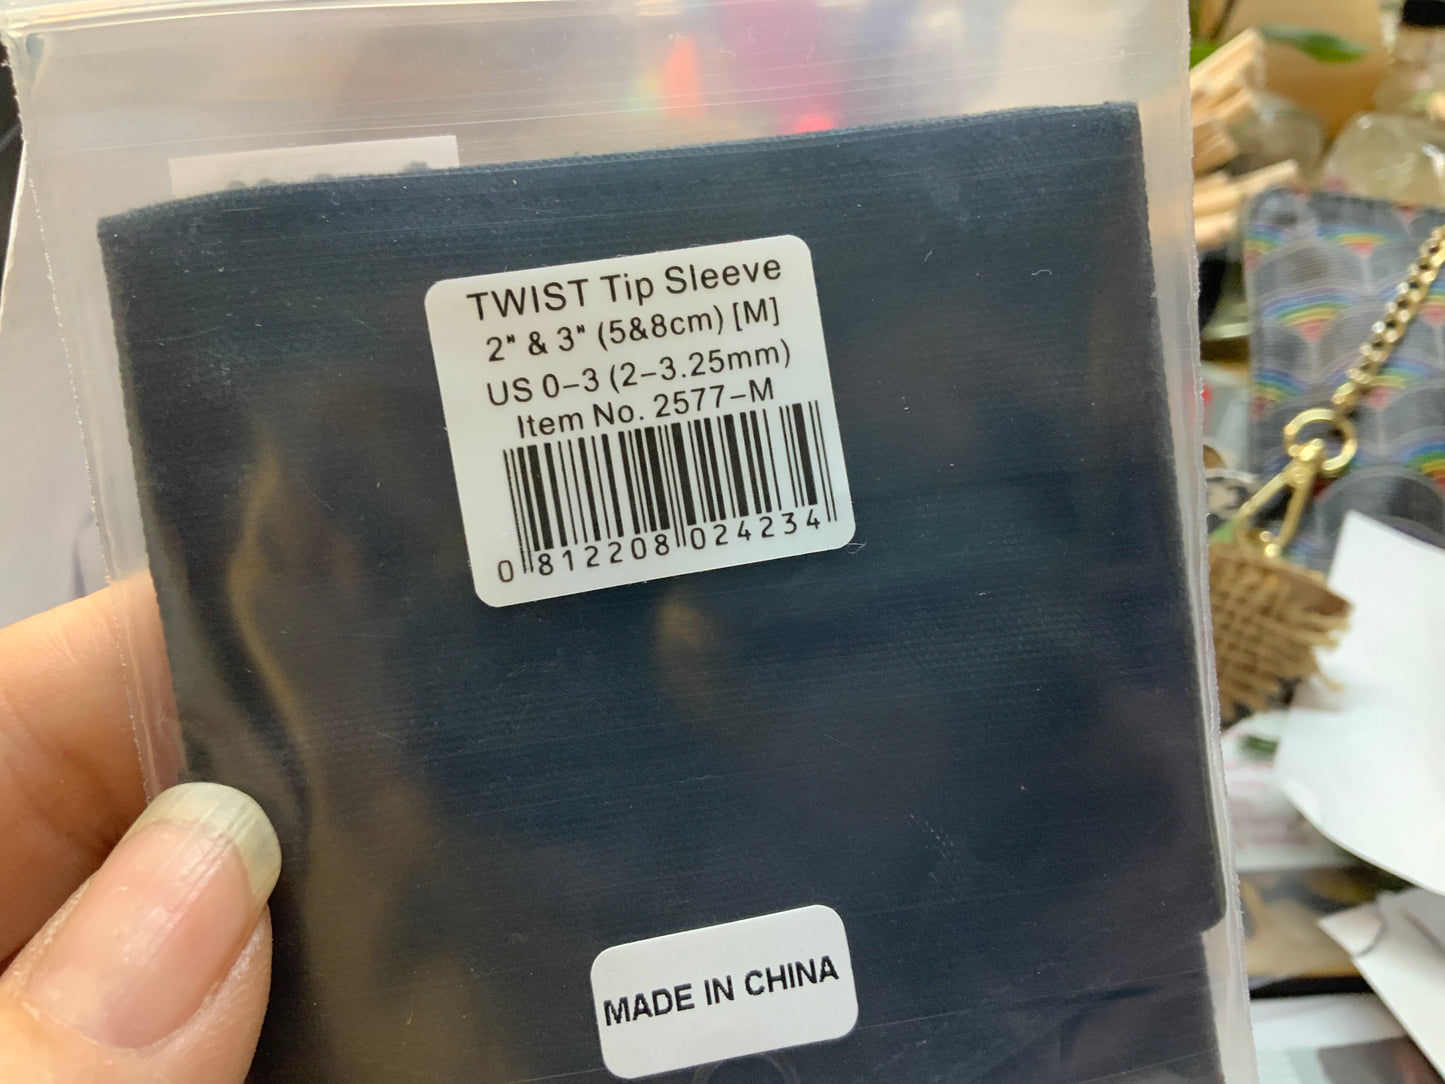 TWIST Tip Sleeve
2" & 3" (5&8cm) [M]
US 0-3 (2-3.25mm)
Item No. 2577-M
0 812208 024234
MADE IN CHINA